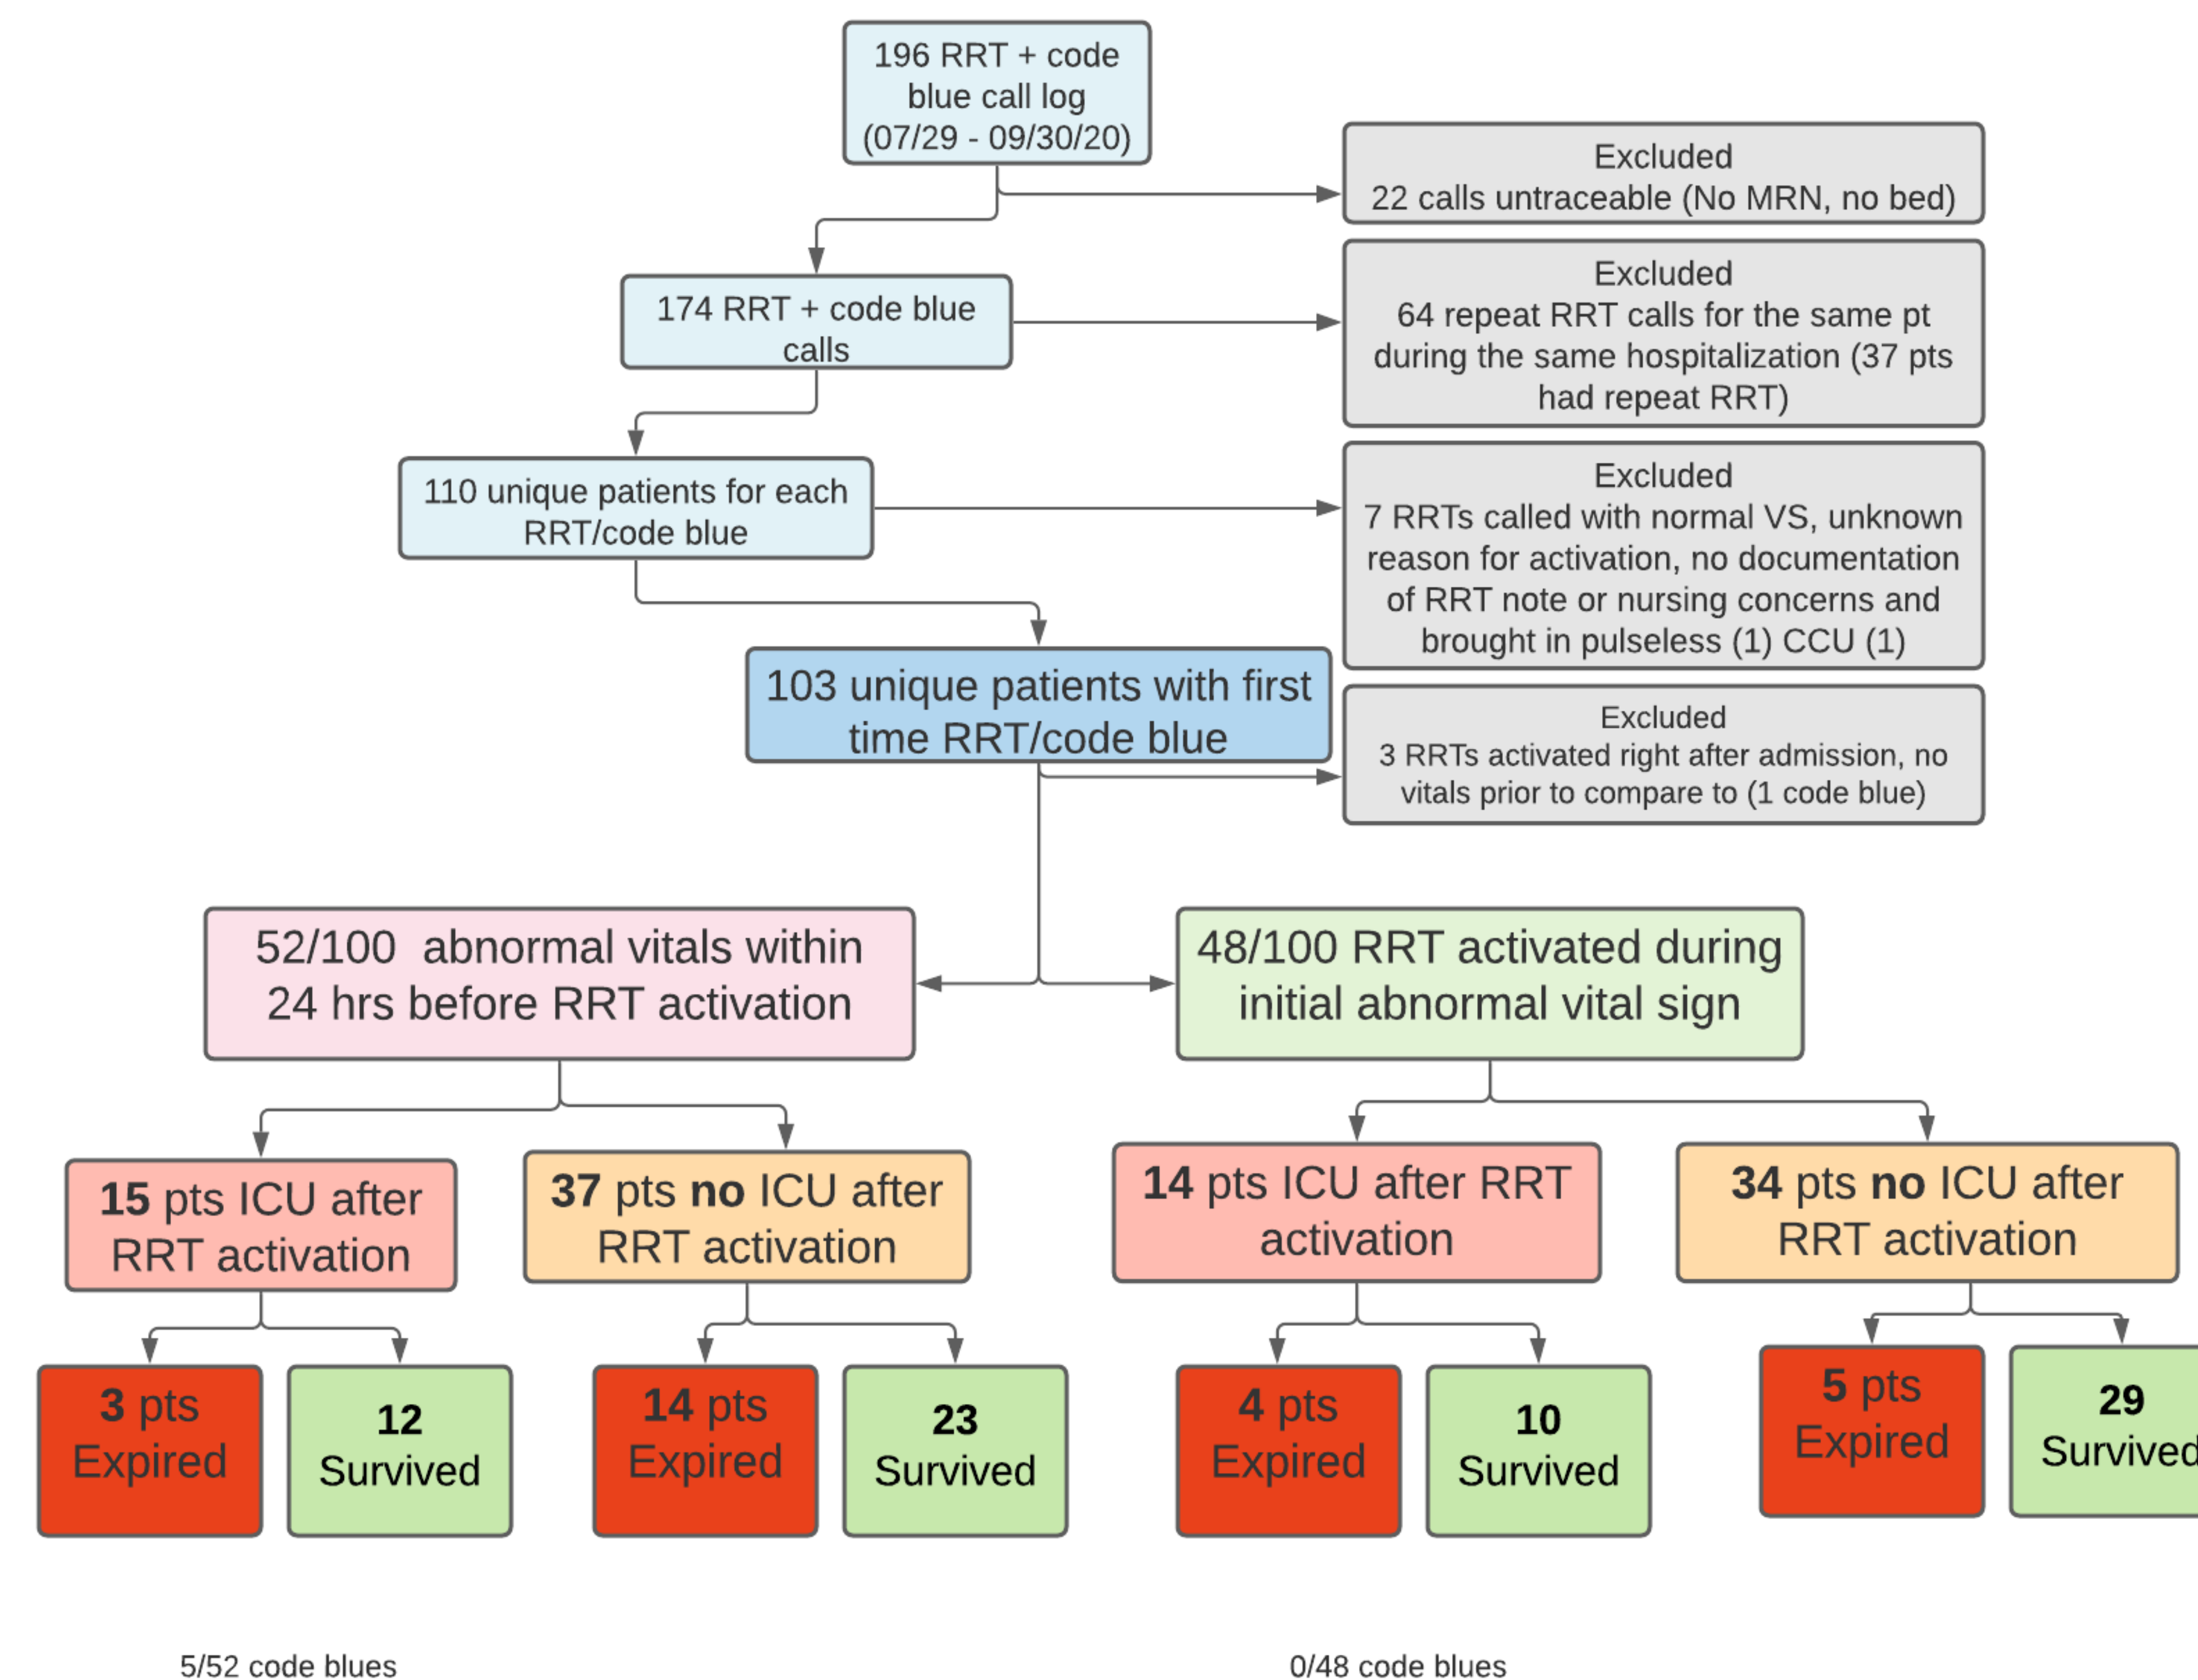 196 RRT + code
blue call log
(07/29 - 09/30/20)
Excluded
22 calls untraceable (No MRN, no bed)
174 RRT + code blue
calls
Excluded
64 repeat RRT calls for the same pt
during the same hospitalization (37 pts
had repeat RRT)
110 unique patients for each
RRT/code blue
Excluded
7 RRTs called with normal VS, unknown
reason for activation, no documentation
of RRT note or nursing concerns and
brought in pulseless (1) CCU (1)
103 unique patients with first
time RRT/code blue
Excluded
3 RRTs activated right after admission, no
vitals prior to compare to (1 code blue)
52/100 abnormal vitals within
24 hrs before RRT activation
48/100 RRT activated during
initial abnormal vital sign
15 pts ICU after
RRT activation
37 pts no ICU after
RRT activation
14 pts ICU after RRT
activation
34 pts no ICU after
RRT activation
3 pts
Expired
12
Survived
14 pts
Expired
23
Survived
4 pts
Expired
10
Survived
5 pts
Expired
29
Survived
5/52 code blues
0/48 code blues